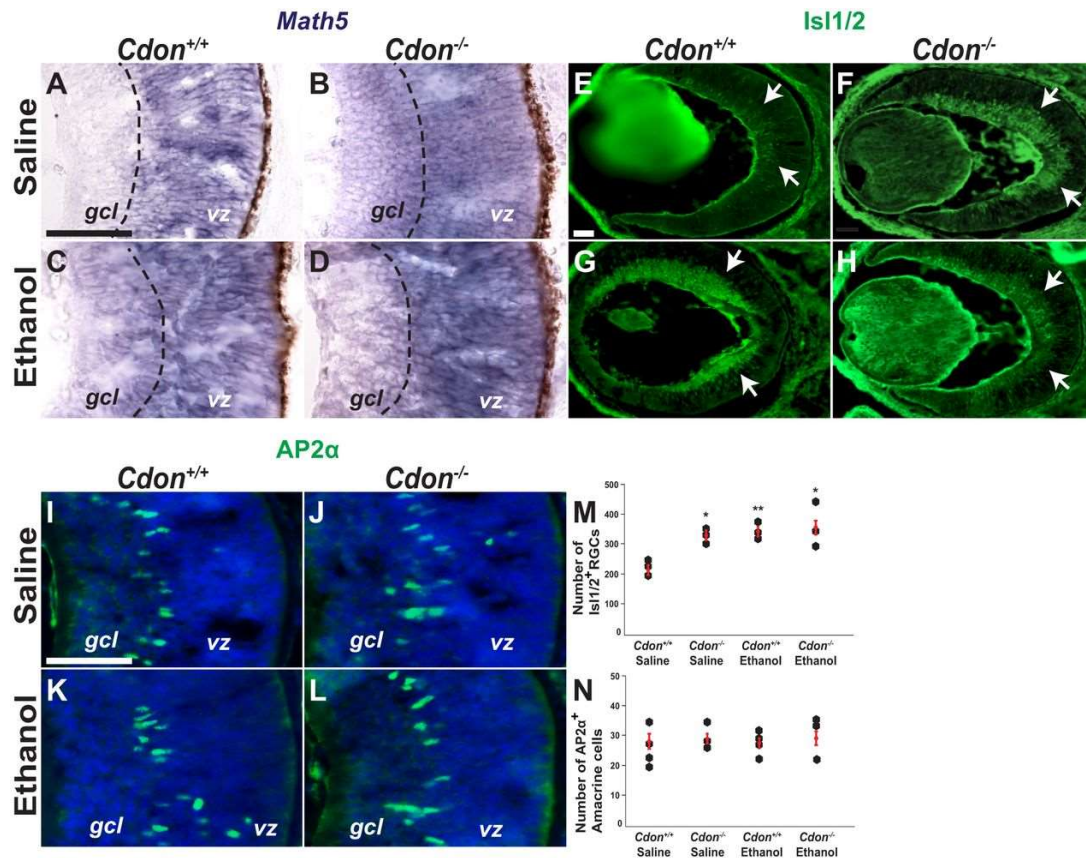 Math5
Isl1/2
Cdon+/+
Cdon-/-
Cdon+/+
Cdon-/-
Saline
A
gcl
vz
B
gcl
vz
E
F
Ethanol
C
gcl
vz
D
gcl
vz
G
H
AP2α
Cdon+/+
Cdon-/-
Saline
I
gcl
vz
J
gcl
vz
Ethanol
K
gcl
vz
L
gcl
vz
M
Number of
Isl1/2+RGCs
500
400
300
200
100
0
*
**
*
Cdon+/+ Cdon-/- Cdon+/+ Cdon-/-
Saline Saline Ethanol Ethanol
N
Number of AP2α+
Amacrine cells
50
40
30
20
10
0
Cdon+/+ Cdon-/- Cdon+/+ Cdon-/-
Saline Saline Ethanol Ethanol